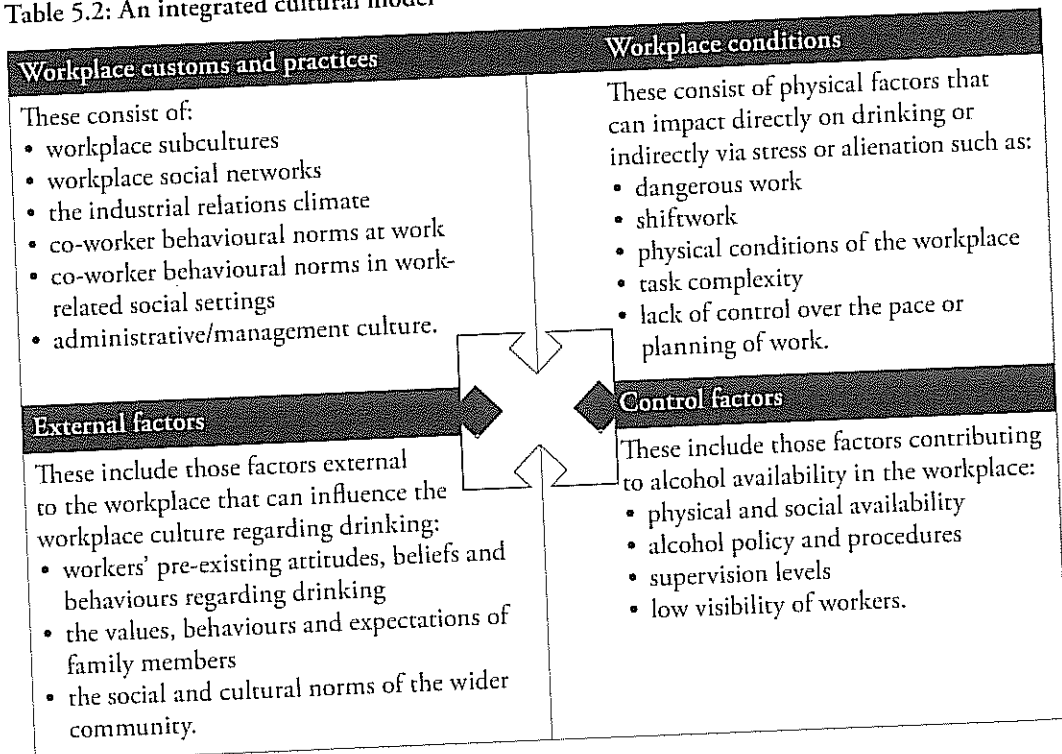 Table 5.2: An integrated cultural model
Workplace customs and practices
These consist of:
• workplace subcultures
• workplace social networks
• the industrial relations climate
• co-worker behavioural norms at work
• co-worker behavioural norms in work-
related social settings
• administrative/management culture.
Workplace conditions
These consist of physical factors that
can impact directly on drinking or
indirectly via stress or alienation such as:
• dangerous work
• shiftwork
• physical conditions of the workplace
• task complexity
• lack of control over the pace or
planning of work.
External factors
These include those factors external
to the workplace that can influence the
workplace culture regarding drinking:
• workers' pre-existing attitudes, beliefs and
behaviours regarding drinking
• the values, behaviours and expectations of
family members
• the social and cultural norms of the wider
community.
Control factors
These include those factors contributing
to alcohol availability in the workplace:
• physical and social availability
• alcohol policy and procedures
• supervision levels
• low visibility of workers.